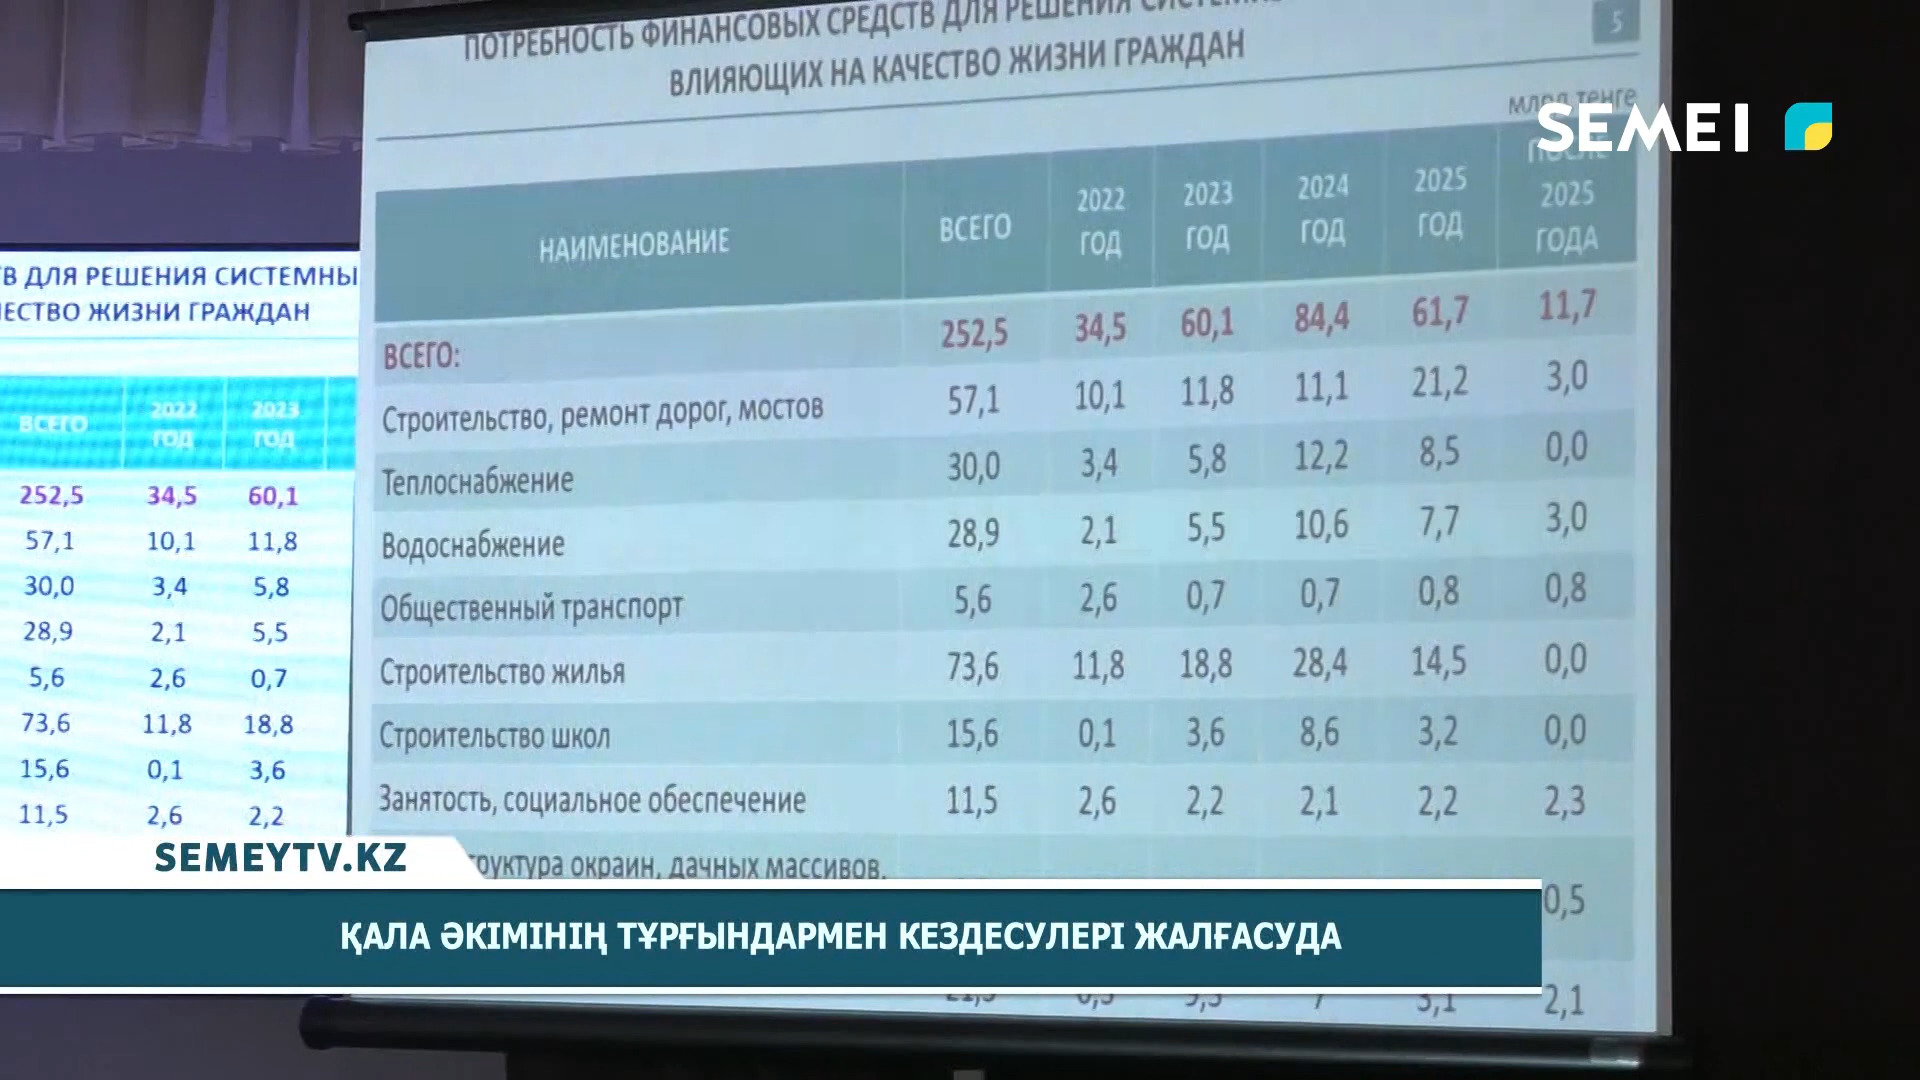 ПОТРЕБНОСТЬ ФИНАНСОВЫХ СРЕДСТВ ДЛЯ РЕШЕНИЯ
ВЛИЯЮЩИХ НА КАЧЕСТВО ЖИЗНИ ГРАЖДАН
5
млрд тенге
SEMEI
НАИМЕНОВАНИЕ ВСЕГО 2022 ГОД 2023 ГОД 2024 ГОД 2025 ГОД ПОСЛЕ 2025 ГОДА
ВСЕГО: 252,5 34,5 60,1 84,4 61,7 11,7
Строительство, ремонт дорог, мостов 57,1 10,1 11,8 11,1 21,2 3,0
Теплоснабжение 30,0 3,4 5,8 12,2 8,5 0,0
Водоснабжение 28,9 2,1 5,5 10,6 7,7 3,0
Общественный транспорт 5,6 2,6 0,7 0,7 0,8 0,8
Строительство жилья 73,6 11,8 18,8 28,4 14,5 0,0
Строительство школ 15,6 0,1 3,6 8,6 3,2 0,0
Занятость, социальное обеспечение 11,5 2,6 2,2 2,1 2,2 2,3
окраин, дачных массивов,
0,5
2,1
ДЛЯ РЕШЕНИЯ СИСТЕМНЫ
ЖИЗНИ ГРАЖДАН
ВСЕГО 2022 ГОД 2023 ГОД
252,5 34,5 60,1
57,1 10,1 11,8
30,0 3,4 5,8
28,9 2,1 5,5
5,6 2,6 0,7
73,6 11,8 18,8
15,6 0,1 3,6
11,5 2,6 2,2
SEMEYTV.KZ
ҚАЛА ӘКІМІНІҢ ТҰРҒЫНДАРМЕН КЕЗДЕСУЛЕРІ ЖАЛҒАСУДА